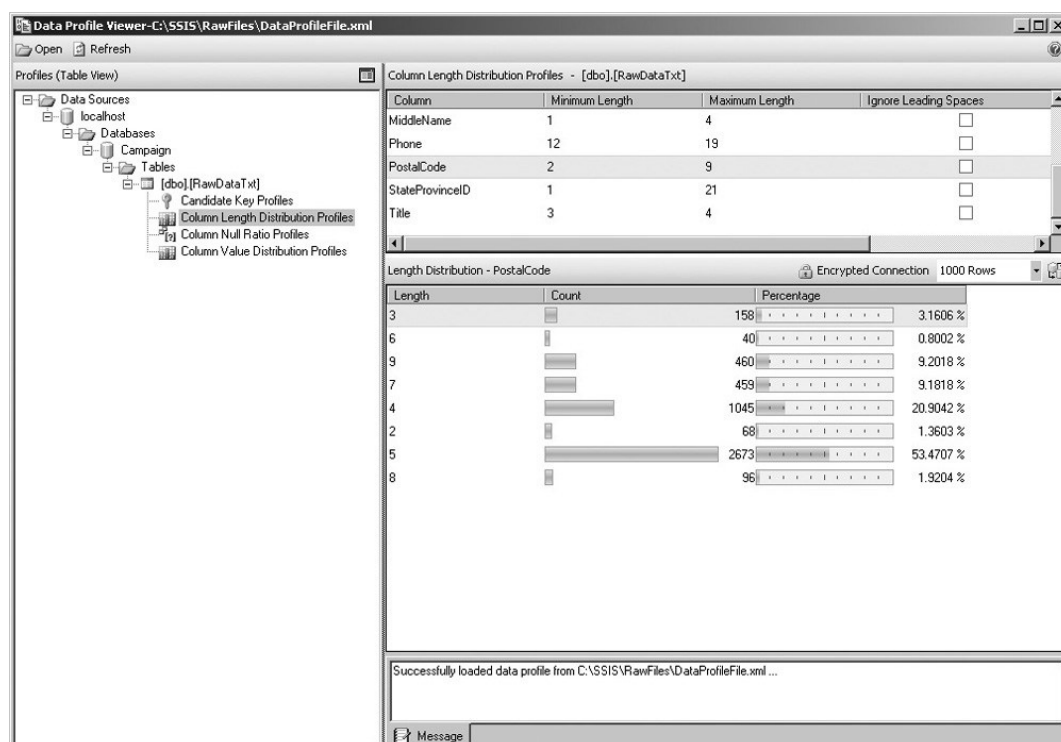 Data Profile Viewer-C:\SSIS\RawFiles\DataProfileFile.xml
Open Refresh
Profiles (Table View)
Data Sources
localhost
Databases
Campaign
Tables
[dbo].[RawDataTxt]
Candidate Key Profiles
Column Length Distribution Profiles
Column Null Ratio Profiles
Column Value Distribution Profiles
Column Length Distribution Profiles - [dbo].[RawDataTxt]
Column Minimum Length Maximum Length Ignore Leading Spaces
MiddleName 1 4
Phone 12 19
PostalCode 2 9
StateProvinceID 1 21
Title 3 4
Length Distribution - PostalCode Encrypted Connection 1000 Rows
Length Count Percentage
3 158 3.1606 %
6 40 0.8002 %
9 460 9.2018 %
7 459 9.1818 %
4 1045 20.9042 %
2 68 1.3603 %
5 2673 53.4707 %
8 96 1.9204 %
Successfully loaded data profile from C:\SSIS\RawFiles\DataProfileFile.xml ...
Message